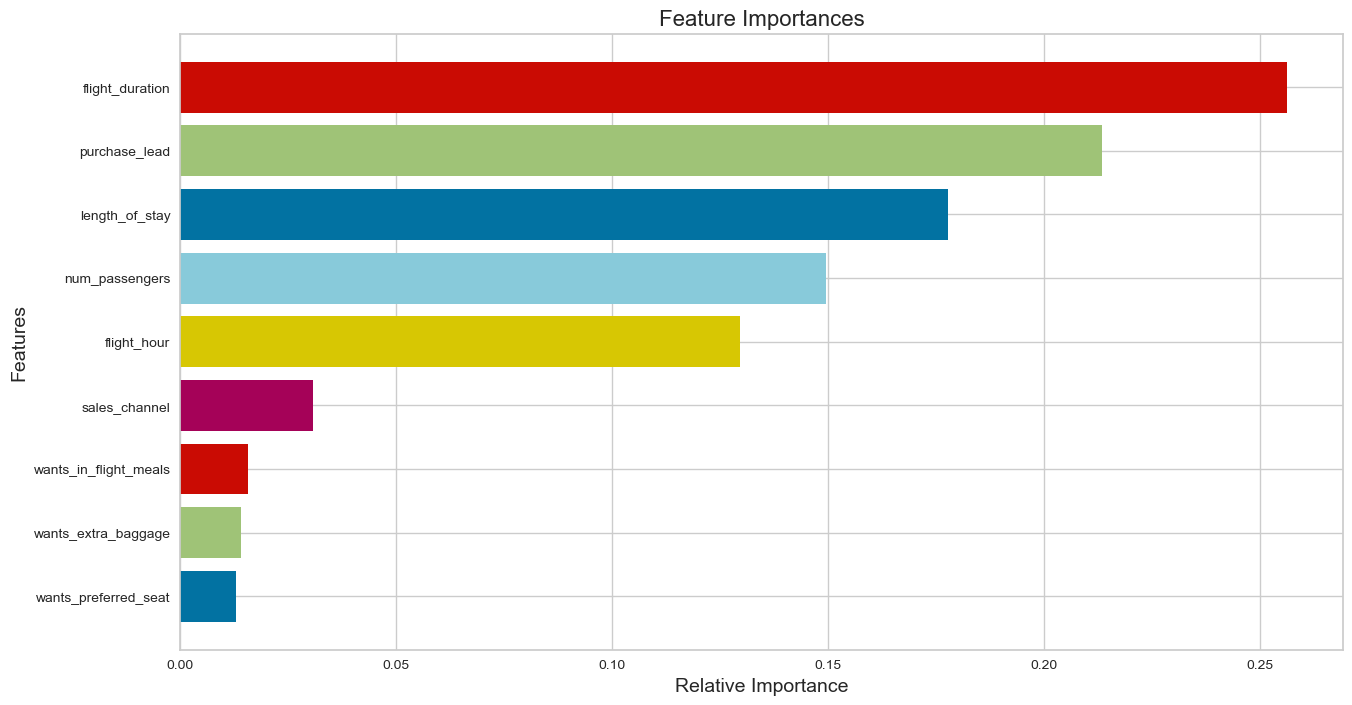 Feature Importances
flight_duration
purchase_lead
length_of_stay
num_passengers
flight_hour
sales_channel
wants_in_flight_meals
wants_extra_baggage
wants_preferred_seat
Features
0.00 0.05 0.10 0.15 0.20 0.25
Relative Importance